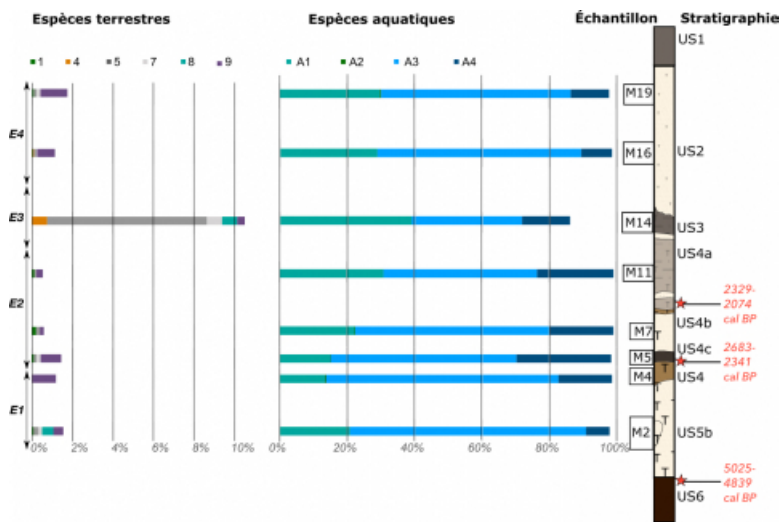 Espèces terrestres
Espèces aquatiques
Échantillon
Stratigraphie
1 4 5 7 8 9
A1 A2 A3 A4
US1
M19
E4
M16
US2
E3
M14
US3
US4a
M11
2329-
2074
cal BP
E2
M7
US4b
US4c
2683-
2341
cal BP
M5
M4
US4
E1
M2
US5b
0% 2% 4% 6% 8% 10%
0% 20% 40% 60% 80% 100%
5025-
4839
cal BP
US6
T
T
T
T
T
T
T